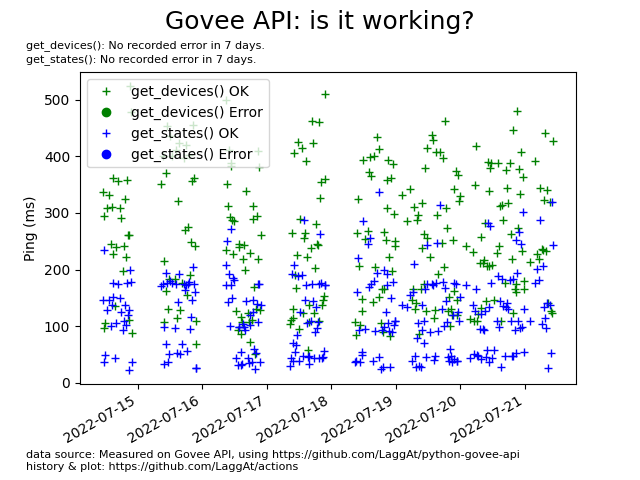 Govee API: is it working?
get_devices(): No recorded error in 7 days.
get_states(): No recorded error in 7 days.
get_devices() OK
get_devices() Error
get_states() OK
get_states() Error
Ping (ms)
500
400
300
200
100
0
2022-07-15
2022-07-16
2022-07-17
2022-07-18
2022-07-19
2022-07-20
2022-07-21
data source: Measured on Govee API, using https://github.com/LaggAt/python-govee-api
history & plot: https://github.com/LaggAt/actions